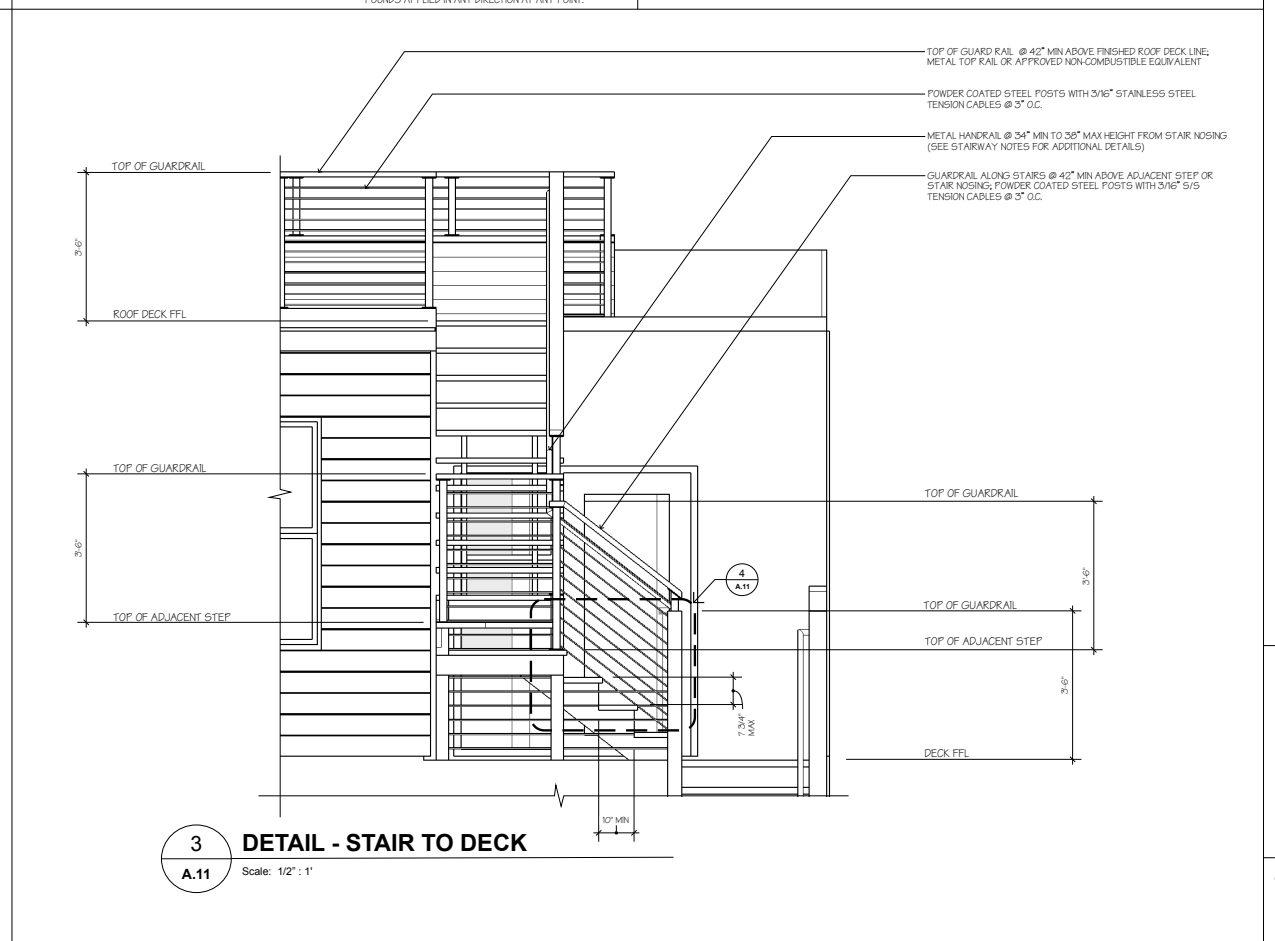 POUNDS APPLIED IN ANY DIRECTION AT ANY POINT.
TOP OF GUARD RAIL @ 42" MIN ABOVE FINISHED ROOF DECK LINE;
METAL TOP RAIL OR APPROVED NON-COMBUSTIBLE EQUIVALENT
POWDER COATED STEEL POSTS WITH 3/16" STAINLESS STEEL
TENSION CABLES @ 3" O.C.
METAL HANDRAIL @ 34" MIN TO 38" MAX HEIGHT FROM STAIR NOSING
(SEE STAIRWAY NOTES FOR ADDITIONAL DETAILS)
GUARDRAIL ALONG STAIRS @ 42" MIN ABOVE ADJACENT STEP OR
STAIR NOSING; POWDER COATED STEEL POSTS WITH 3/16" S/S
TENSION CABLES @ 3" O.C.
TOP OF GUARDRAIL
3'-6"
ROOF DECK FFL
TOP OF GUARDRAIL
3'-6"
TOP OF ADJACENT STEP
TOP OF GUARDRAIL
3'-6"
4
A.11
TOP OF GUARDRAIL
TOP OF ADJACENT STEP
3'-6"
7 3/4"
MAX
DECK FFL
10" MIN
3
A.11
DETAIL - STAIR TO DECK
Scale: 1/2" : 1'